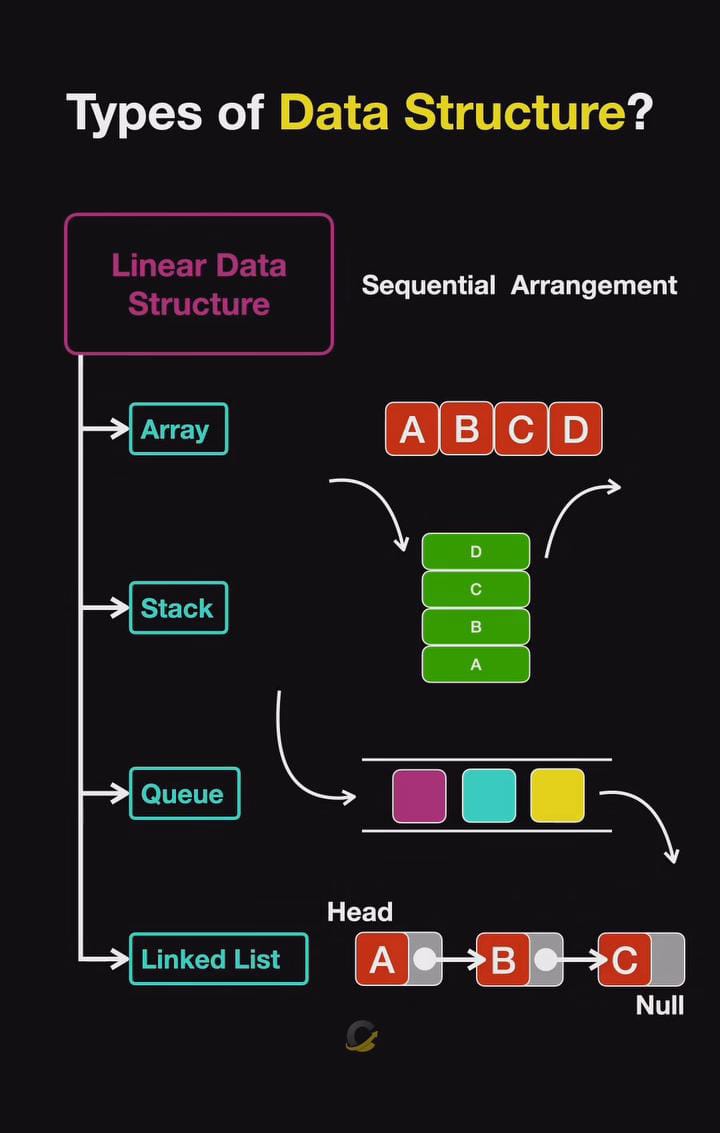 Types of Data Structure?
Linear Data
Structure
Sequential Arrangement
Array
A B C D
Stack
D
C
B
A
Queue
Head
Linked List
A B C
Null